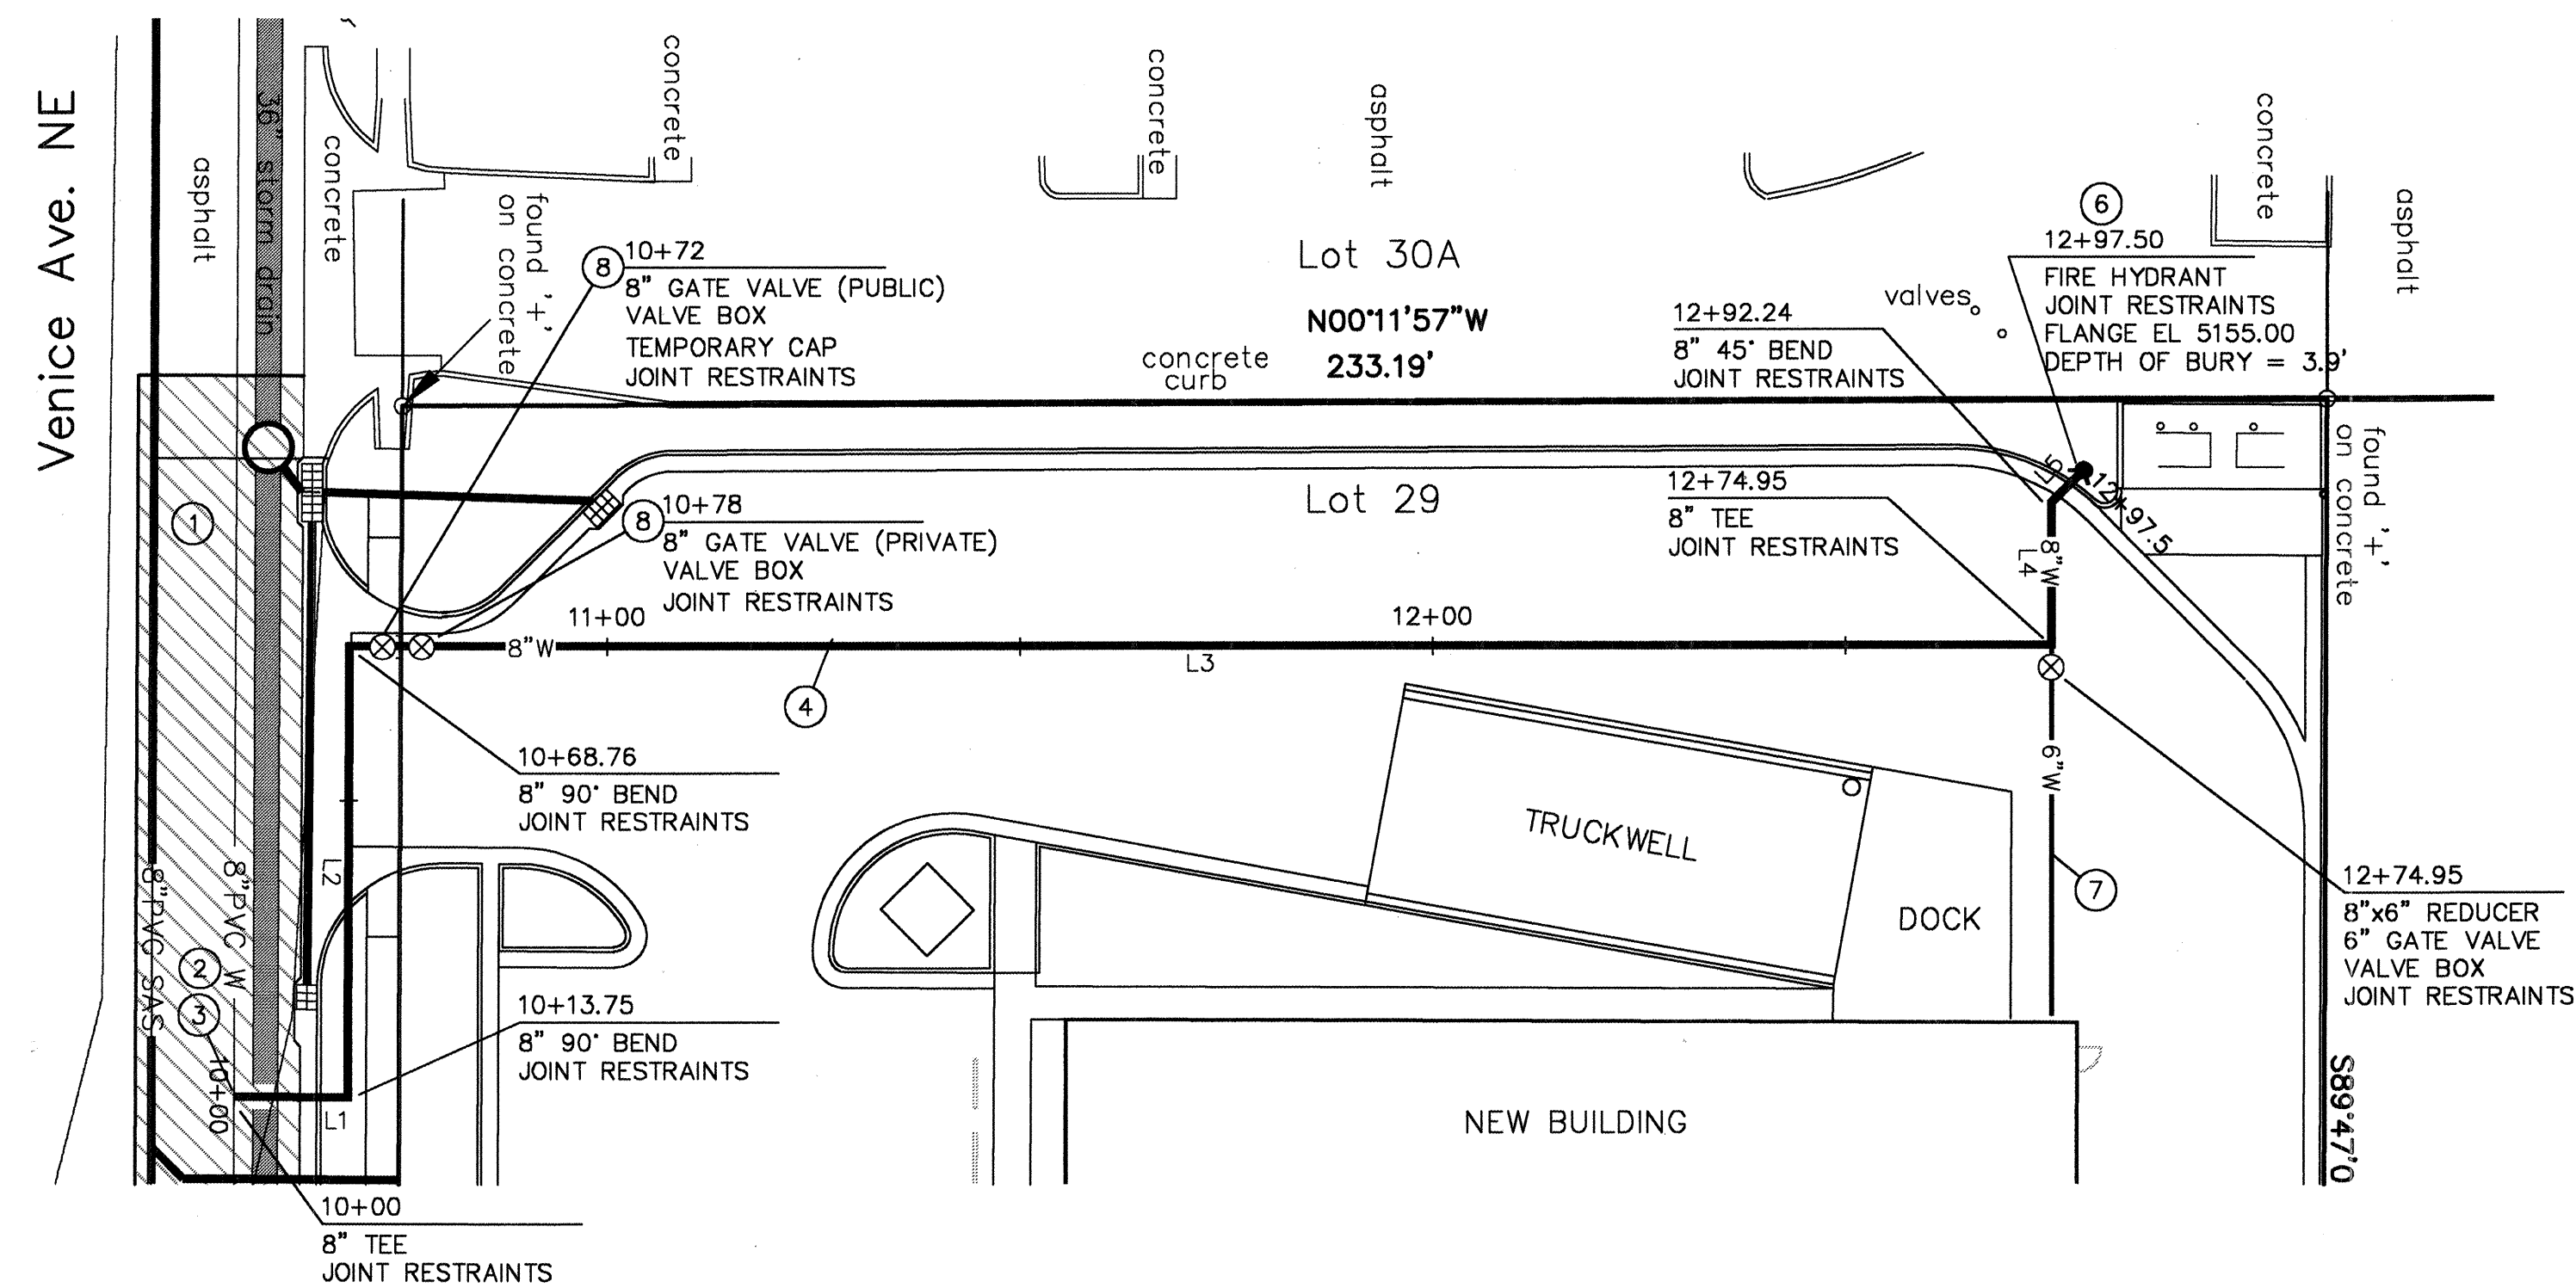 Venice Ave. NE
asphalt
36" storm drain
concrete
concrete
found '+'
on concrete
concrete
asphalt
concrete
asphalt
8
10+72
8" GATE VALVE (PUBLIC)
VALVE BOX
TEMPORARY CAP
JOINT RESTRAINTS
Lot 30A
N00°11'57"W
233.19'
concrete
curb
valves
6
12+97.50
FIRE HYDRANT
JOINT RESTRAINTS
FLANGE EL 5155.00
DEPTH OF BURY = 3.9'
12+92.24
8" 45° BEND
JOINT RESTRAINTS
1
8
10+78
8" GATE VALVE (PRIVATE)
VALVE BOX
JOINT RESTRAINTS
Lot 29
12+74.95
8" TEE
JOINT RESTRAINTS
L5
12+97.5
8"W
L4
found '+'
on concrete
11+00
12+00
8"W
L3
4
10+68.76
8" 90° BEND
JOINT RESTRAINTS
6"W
TRUCKWELL
DOCK
7
12+74.95
8"x6" REDUCER
6" GATE VALVE
VALVE BOX
JOINT RESTRAINTS
L2
8"PVC SAS
8"PVC W
2
3
10+00
L1
10+13.75
8" 90° BEND
JOINT RESTRAINTS
NEW BUILDING
S89°47'0
10+00
8" TEE
JOINT RESTRAINTS